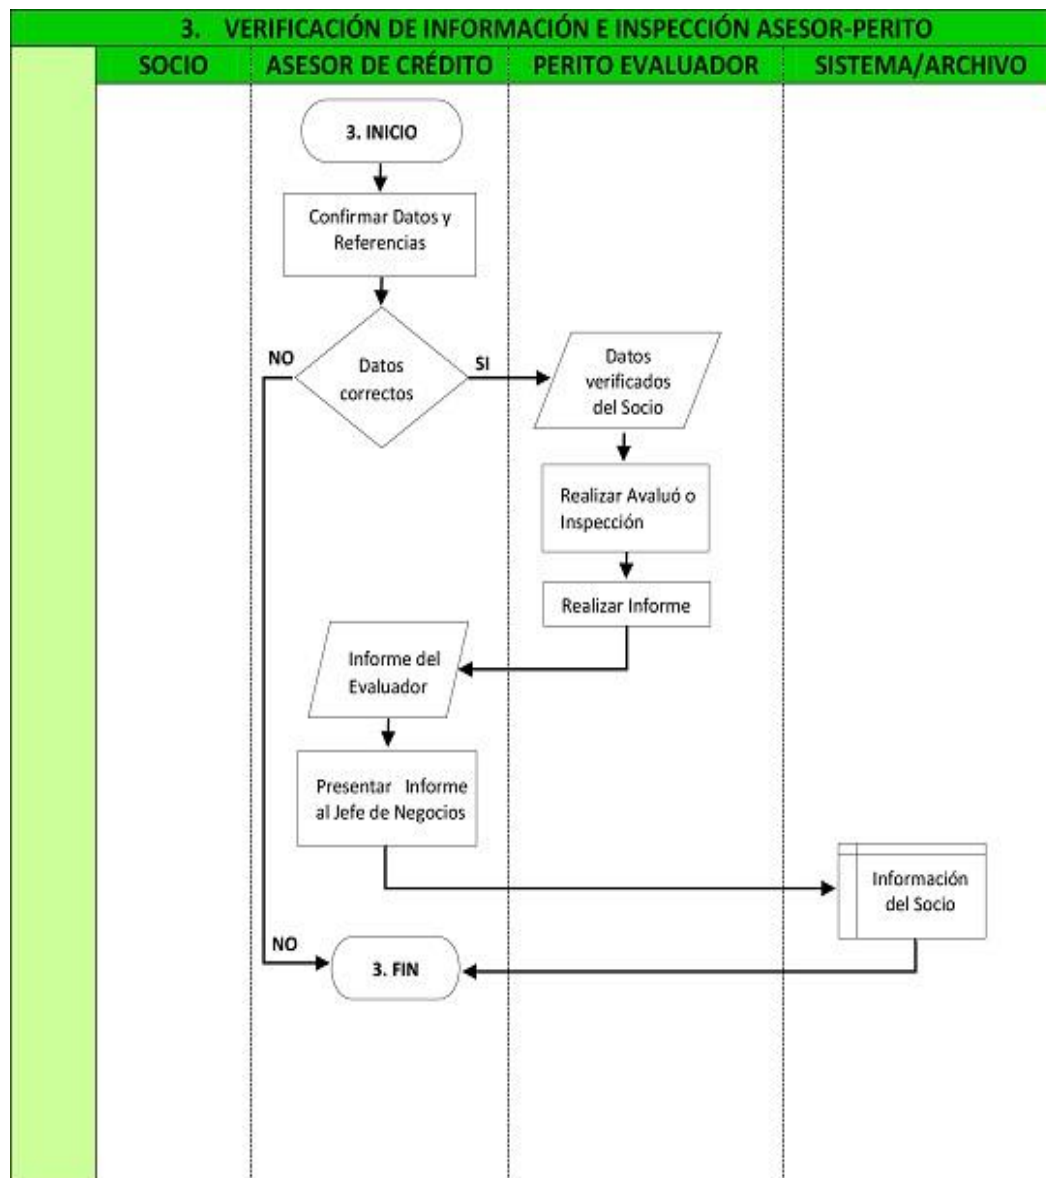 3. VERIFICACIÓN DE INFORMACIÓN E INSPECCIÓN ASESOR-PERITO
SOCIO
ASESOR DE CRÉDITO
PERITO EVALUADOR
SISTEMA/ARCHIVO
3. INICIO
Confirmar Datos y
Referencias
NO
Datos
correctos
SI
Datos
verificados
del Socio
Realizar Avaluó o
Inspección
Realizar Informe
Informe del
Evaluador
Presentar Informe
al Jefe de Negocios
Información
del Socio
NO
3. FIN